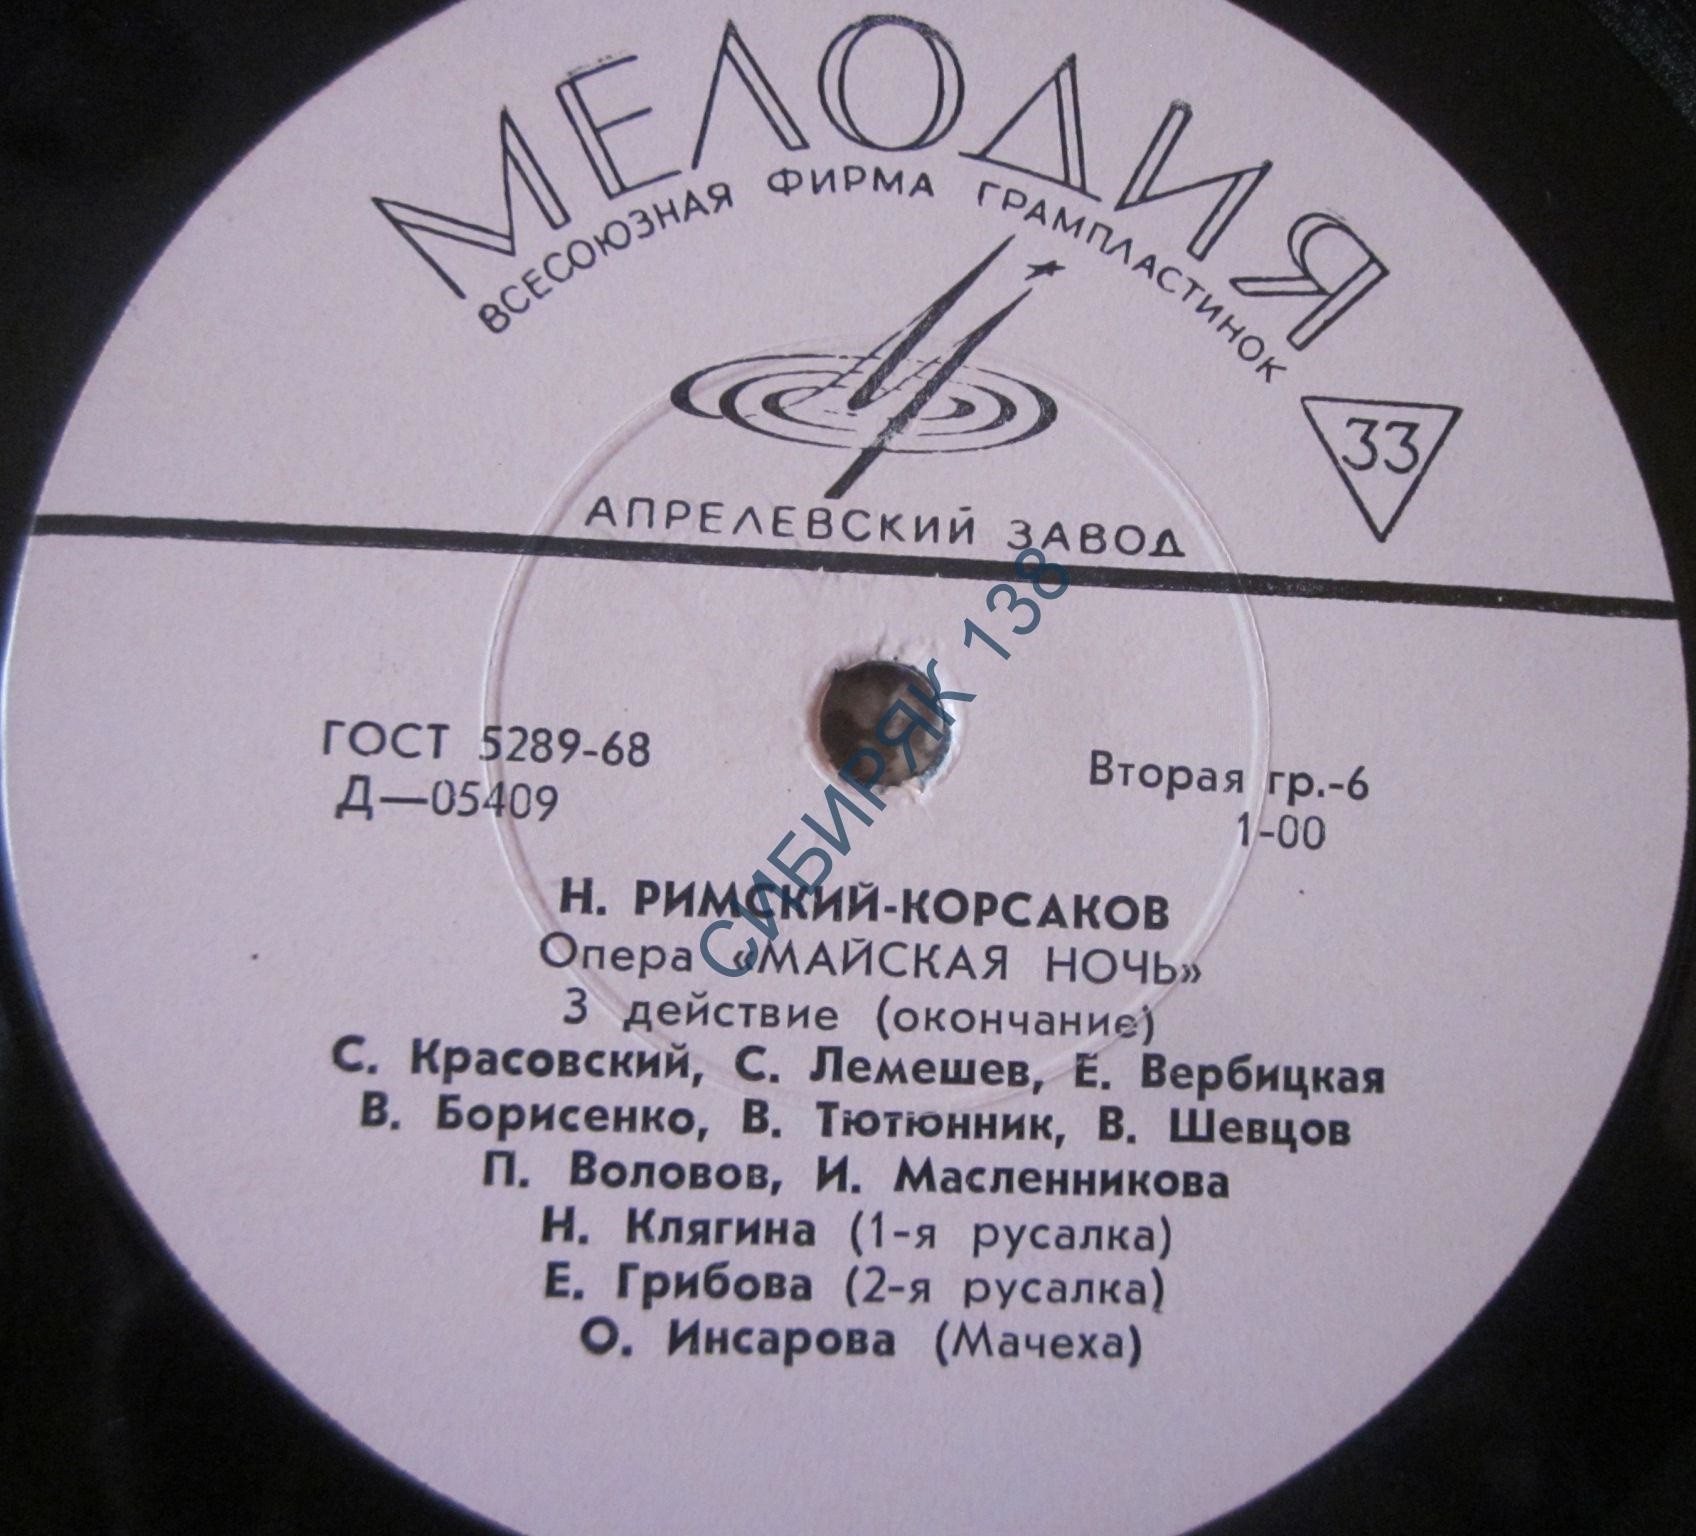 МЕЛОДИЯ
ВСЕСОЮЗНАЯ ФИРМА ГРАМПЛАСТИНОК
33
АПРЕЛЕВСКИЙ ЗАВОД
ГОСТ 5289-68
Д—05409
Вторая гр.-6
1-00
Н. РИМСКИЙ-КОРСАКОВ
Опера «МАЙСКАЯ НОЧЬ»
3 действие (окончание)
С. Красовский, С. Лемешев, Е. Вербицкая
В. Борисенко, В. Тютюнник, В. Шевцов
П. Воловов, И. Масленникова
Н. Клягина (1-я русалка)
Е. Грибова (2-я русалка)
О. Инсарова (Мачеха)
СИБИРЯК 138